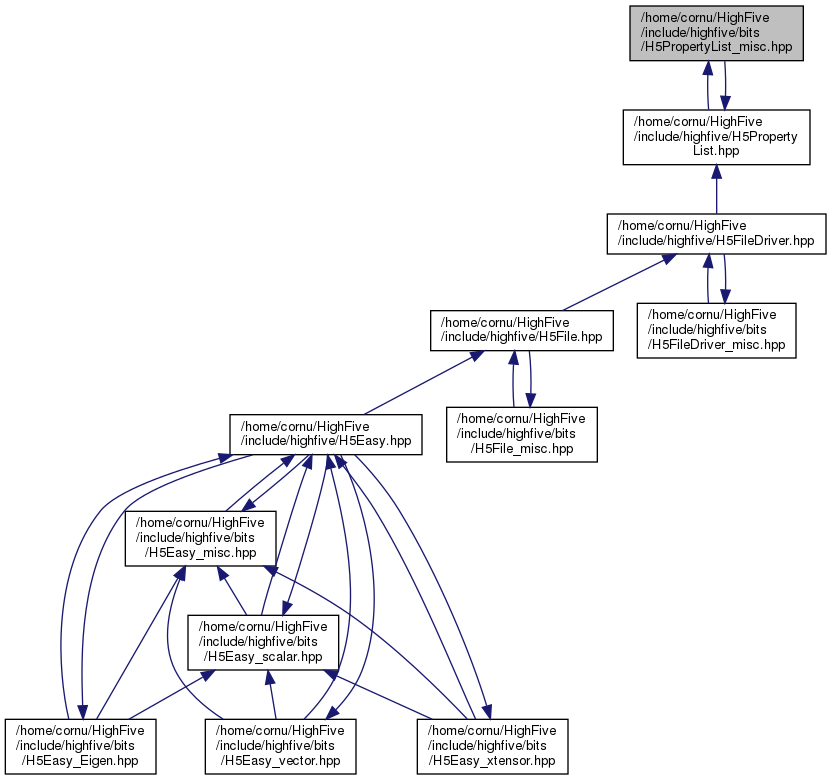 /home/cornu/HighFive
/include/highfive/bits
/H5PropertyList_misc.hpp
/home/cornu/HighFive
/include/highfive/H5Property
List.hpp
/home/cornu/HighFive
/include/highfive/H5FileDriver.hpp
/home/cornu/HighFive
/include/highfive/H5File.hpp
/home/cornu/HighFive
/include/highfive/bits
/H5FileDriver_misc.hpp
/home/cornu/HighFive
/include/highfive/H5Easy.hpp
/home/cornu/HighFive
/include/highfive/bits
/H5File_misc.hpp
/home/cornu/HighFive
/include/highfive/bits
/H5Easy_misc.hpp
/home/cornu/HighFive
/include/highfive/bits
/H5Easy_scalar.hpp
/home/cornu/HighFive
/include/highfive/bits
/H5Easy_Eigen.hpp
/home/cornu/HighFive
/include/highfive/bits
/H5Easy_vector.hpp
/home/cornu/HighFive
/include/highfive/bits
/H5Easy_xtensor.hpp